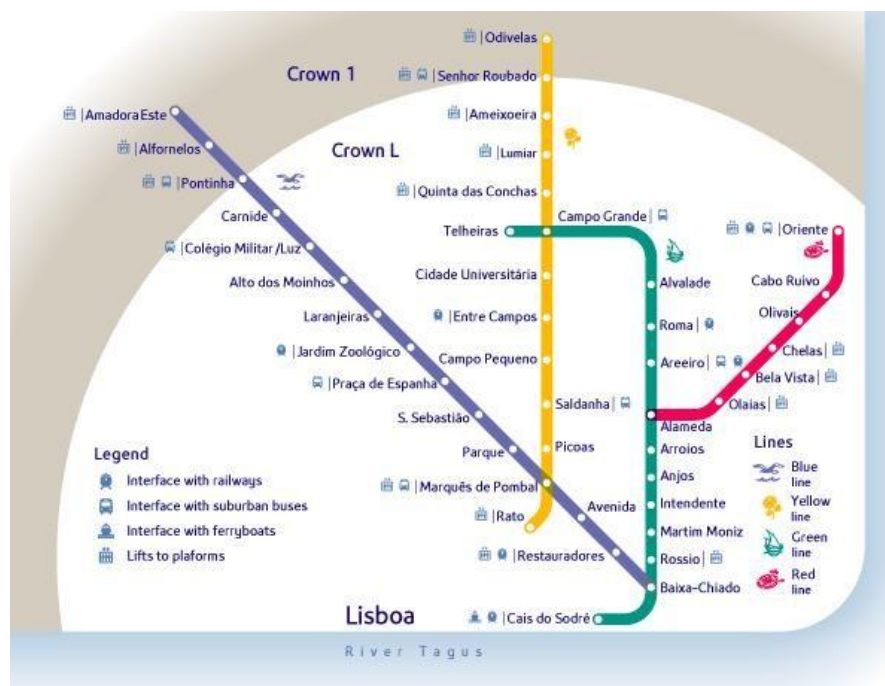 Odivelas
Crown 1
Senhor Roubado
Amadora Este
Ameixoeira
Alfornelos
Crown L
Lumiar
Pontinha
Quinta das Conchas
Carnide
Campo Grande
Telheiras
Oriente
Colégio Militar/Luz
Cidade Universitária
Alto dos Moinhos
Alvalade
Cabo Ruivo
Laranjeiras
Entre Campos
Roma
Olivais
Jardim Zoológico
Campo Pequeno
Areeiro
Chelas
Praça de Espanha
Bela Vista
S. Sebastião
Saldanha
Olaias
Alameda
Parque
Picoas
Arroios
Marquês de Pombal
Anjos
Avenida
Intendente
Rato
Martim Moniz
Restauradores
Rossio
Baixa-Chiado
Cais do Sodré
Legend
Interface with railways
Interface with suburban buses
Interface with ferryboats
Lifts to plaforms
Lines
Blue
line
Yellow
line
Green
line
Red
line
Lisboa
River Tagus